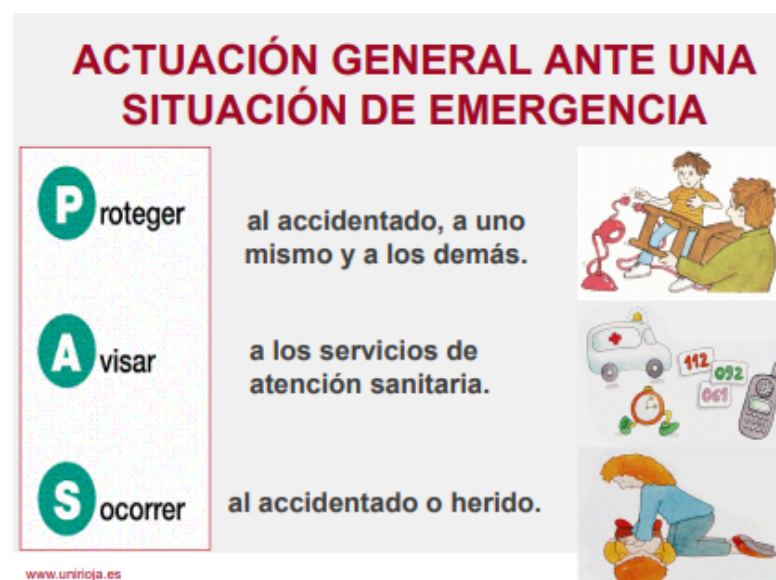 ACTUACIÓN GENERAL ANTE UNA
SITUACIÓN DE EMERGENCIA
Proteger
al accidentado, a uno
mismo y a los demás.
Avisar
a los servicios de
atención sanitaria.
112
092
061
Socorrer
al accidentado o herido.
www.unirioja.es